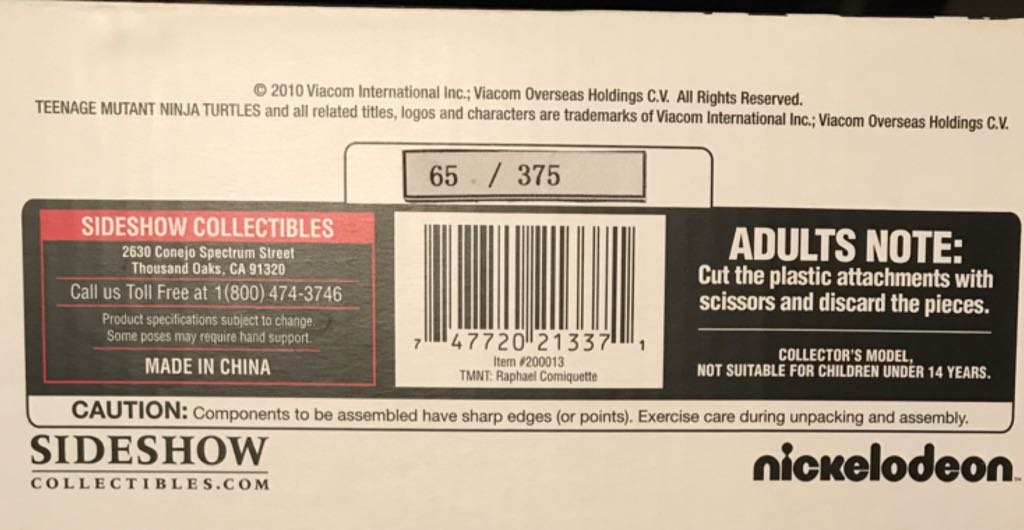 © 2010 Viacom International Inc.; Viacom Overseas Holdings C.V. All Rights Reserved.
TEENAGE MUTANT NINJA TURTLES and all related titles, logos and characters are trademarks of Viacom International Inc.; Viacom Overseas Holdings C.V.
65 / 375
SIDESHOW COLLECTIBLES
2630 Conejo Spectrum Street
Thousand Oaks, CA 91320
Call us Toll Free at 1(800) 474-3746
Product specifications subject to change.
Some poses may require hand support.
MADE IN CHINA
7 47720 21337 1
Item #200013
TMNT: Raphael Comiquette
ADULTS NOTE:
Cut the plastic attachments with
scissors and discard the pieces.
COLLECTOR'S MODEL,
NOT SUITABLE FOR CHILDREN UNDER 14 YEARS.
CAUTION: Components to be assembled have sharp edges (or points). Exercise care during unpacking and assembly.
SIDESHOW
COLLECTIBLES.COM
nickelodeon™